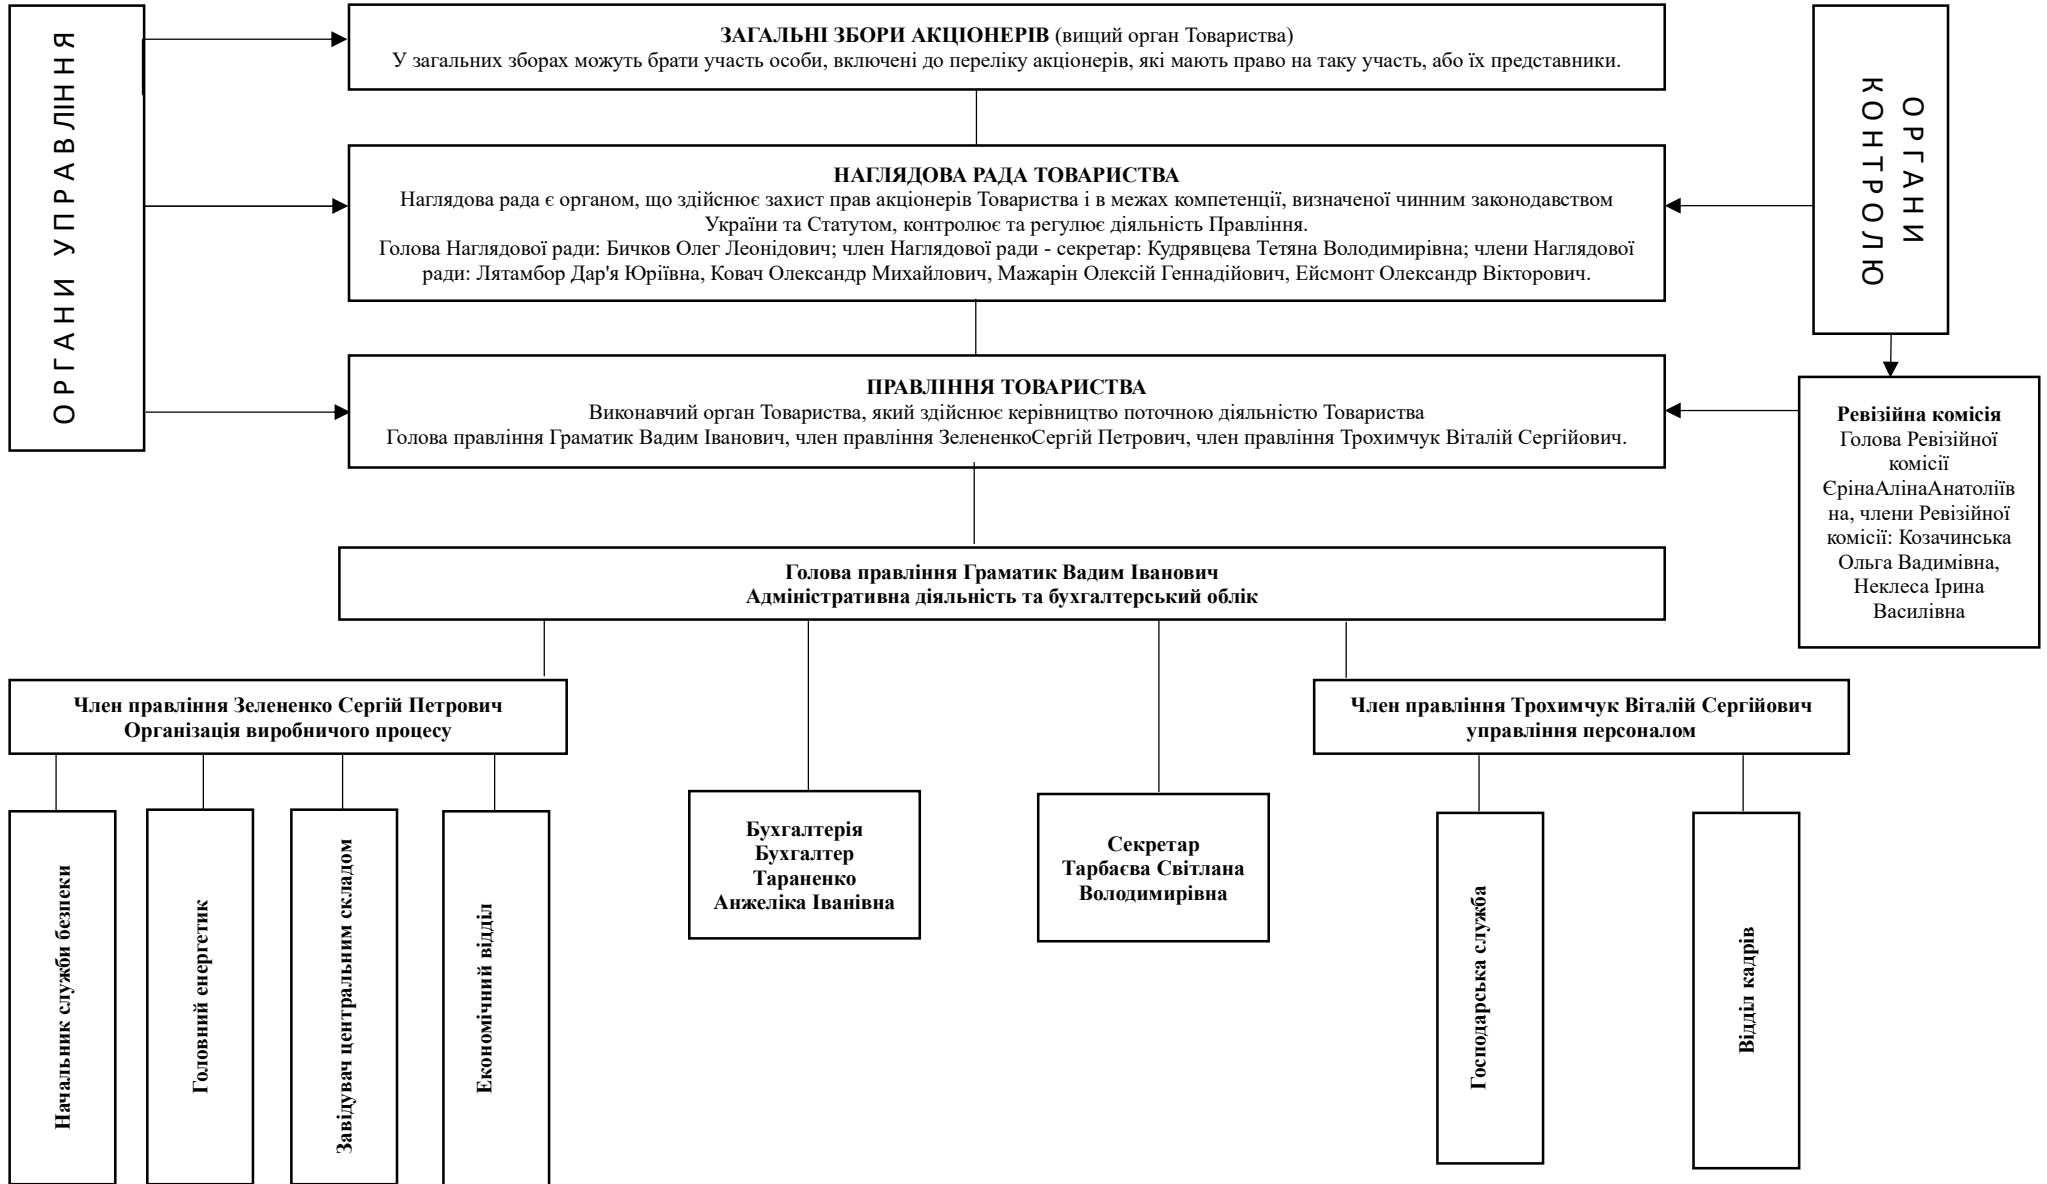 ОРГАНИ УПРАВЛІННЯ
ЗАГАЛЬНІ ЗБОРИ АКЦІОНЕРІВ (вищий орган Товариства)
У загальних зборах можуть брати участь особи, включені до переліку акціонерів, які мають право на таку участь, або їх представники.
ОРГАНИ
КОНТРОЛЮ
НАГЛЯДОВА РАДА ТОВАРИСТВА
Наглядова рада є органом, що здійснює захист прав акціонерів Товариства і в межах компетенції, визначеної чинним законодавством
України та Статутом, контролює та регулює діяльність Правління.
Голова Наглядової ради: Бичков Олег Леонідович; член Наглядової ради - секретар: Кудрявцева Тетяна Володимирівна; члени Наглядової
ради: Лятамбор Дар'я Юріївна, Ковач Олександр Михайлович, Мажарін Олексій Геннадійович, Ейсмонт Олександр Вікторович.
ПРАВЛІННЯ ТОВАРИСТВА
Виконавчий орган Товариства, який здійснює керівництво поточною діяльністю Товариства
Голова правління Граматик Вадим Іванович, член правління ЗелененкоСергій Петрович, член правління Трохимчук Віталій Сергійович.
Ревізійна комісія
Голова Ревізійної
комісії
ЄрінаАлінаАнатоліїв
на, члени Ревізійної
комісії: Козачинська
Ольга Вадимівна,
Неклеса Ірина
Василівна
Голова правління Граматик Вадим Іванович
Адміністративна діяльність та бухгалтерський облік
Член правління Зелененко Сергій Петрович
Організація виробничого процесу
Член правління Трохимчук Віталій Сергійович
управління персоналом
Начальник служби безпеки
Головний енергетик
Завідувач центральним складом
Економічний відділ
Бухгалтерія
Бухгалтер
Тараненко
Анжеліка Іванівна
Секретар
Тарбаєва Світлана
Володимирівна
Господарська служба
Відділ кадрів